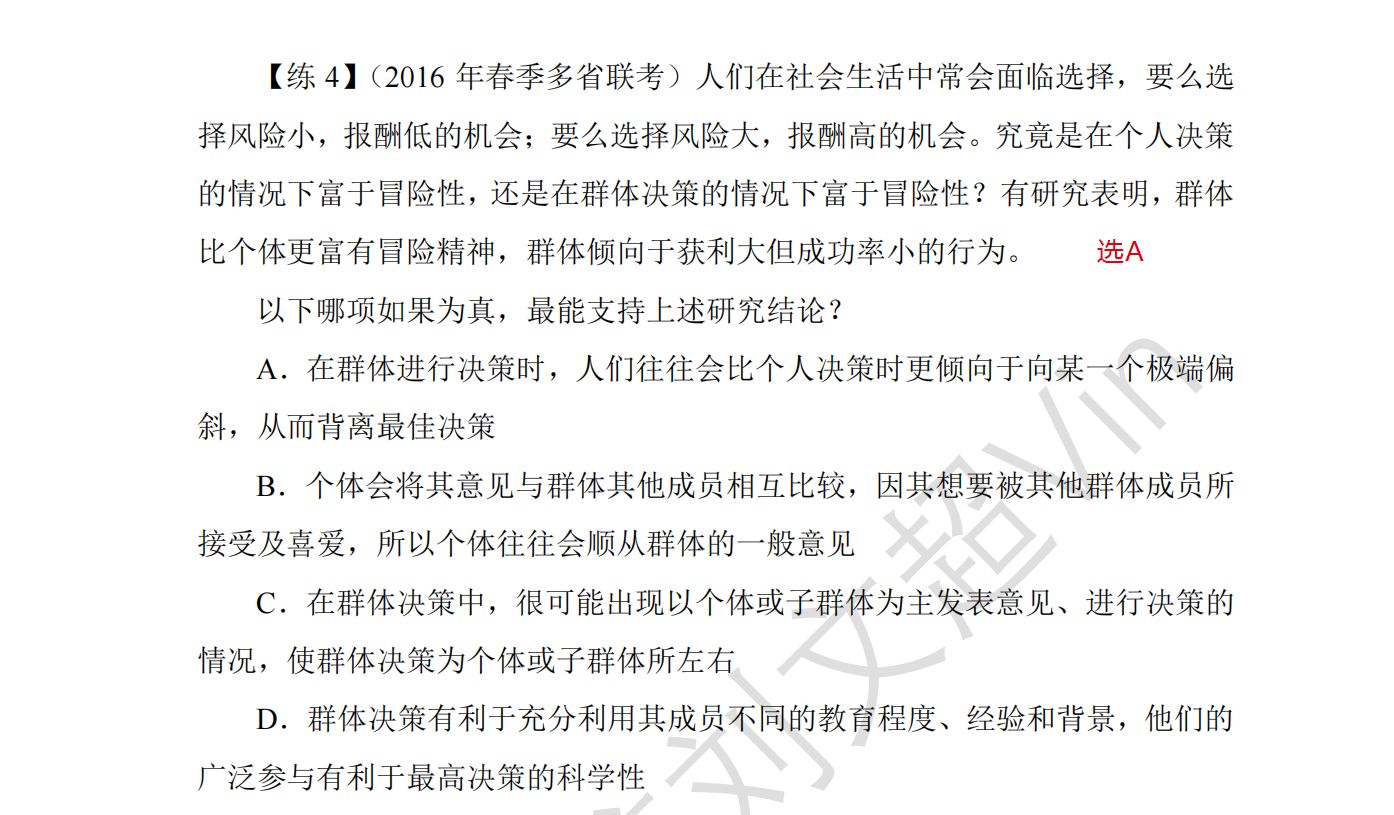 【练 4】（2016 年春季多省联考）人们在社会生活中常会面临选择，要么选
择风险小，报酬低的机会；要么选择风险大，报酬高的机会。究竟是在个人决策
的情况下富于冒险性，还是在群体决策的情况下富于冒险性？有研究表明，群体
比个体更富有冒险精神，群体倾向于获利大但成功率小的行为。 选A
以下哪项如果为真，最能支持上述研究结论？
A．在群体进行决策时，人们往往会比个人决策时更倾向于向某一个极端偏
斜，从而背离最佳决策
B．个体会将其意见与群体其他成员相互比较，因其想要被其他群体成员所
接受及喜爱，所以个体往往会顺从群体的一般意见
C．在群体决策中，很可能出现以个体或子群体为主发表意见、进行决策的
情况，使群体决策为个体或子群体所左右
D．群体决策有利于充分利用其成员不同的教育程度、经验和背景，他们的
广泛参与有利于最高决策的科学性
刘文超Vin